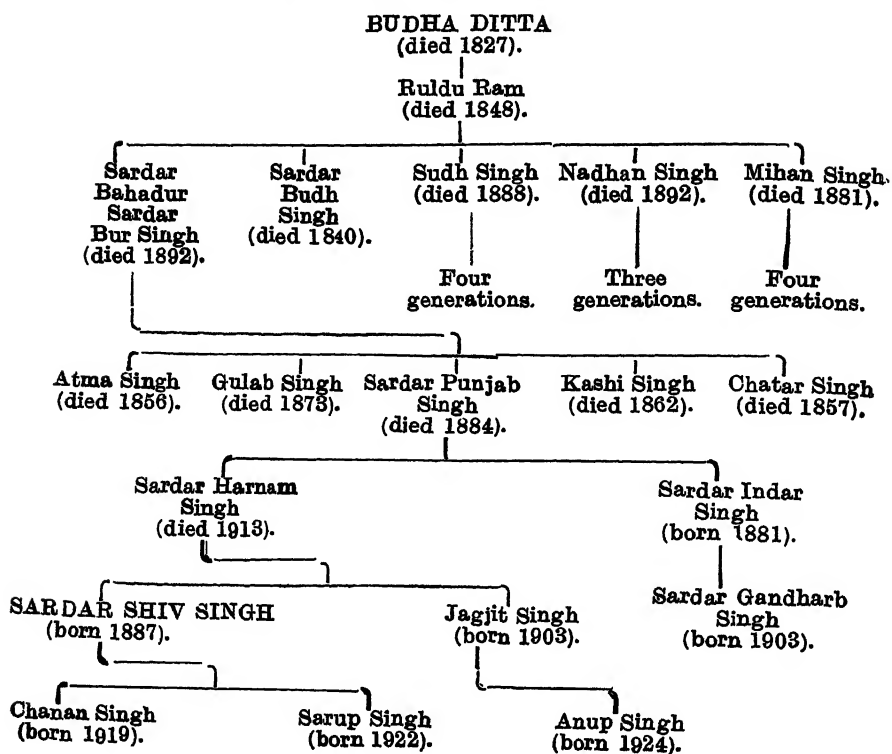 BUDHA DITTA
(died 1827).
Ruldu Ram
(died 1848).
Sardar
Bahadur
Sardar
Bur Singh
(died 1892).
Sardar
Budh
Singh
(died 1840).
Sudh Singh
(died 1888).
Nadhan Singh
(died 1892).
Mihan Singh.
(died 1881).
Four
generations.
Three
generations.
Four
generations.
Atma Singh
(died 1856).
Gulab Singh
(died 1873).
Sardar Punjab
Singh
(died 1884).
Kashi Singh
(died 1862).
Chatar Singh
(died 1857).
Sardar Harnam
Singh
(died 1913).
Sardar Indar
Singh
(born 1881).
SARDAR SHIV SINGH
(born 1887).
Jagjit Singh
(born 1903).
Sardar Gandharb
Singh
(born 1903).
Chanan Singh
(born 1919).
Sarup Singh
(born 1922).
Anup Singh
(born 1924).